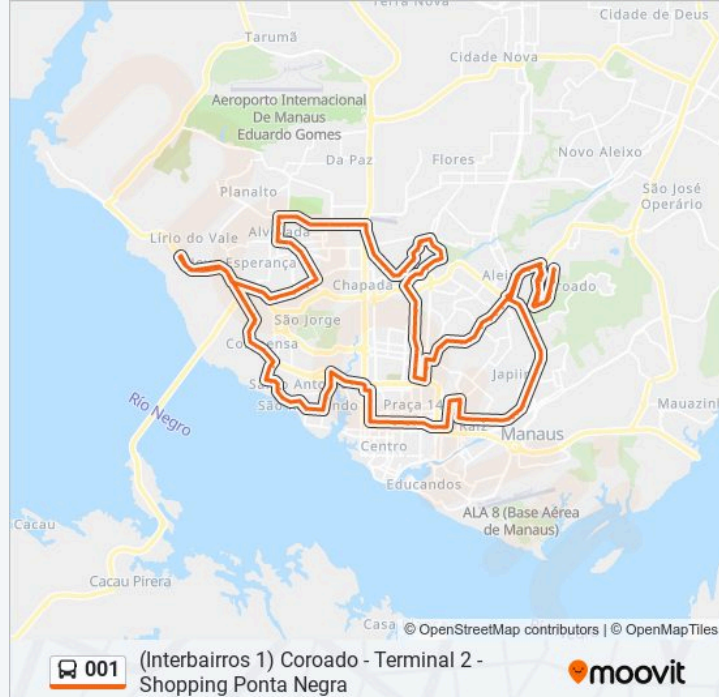 Terra Nova
Cidade de Deus
Tarumã
Cidade Nova
Aeroporto Internacional
De Manaus
Eduardo Gomes
Da Paz
Flores
Novo Aleixo
Planalto
São José
Operário
Lírio do Vale
Alvorada
Nova Esperança
Chapada
Coroado
São Jorge
Compensa
Japiim
Santo Antônio
São Raimundo
Praça 14
Raiz
Manaus
Mauazinho
Rio Negro
Centro
Educandos
ALA 8 (Base Aérea
de Manaus)
Cacau
Cacau Pirera
Casa
© OpenStreetMap contributors | © OpenMapTiles
001
(Interbairros 1) Coroado - Terminal 2 -
Shopping Ponta Negra
moovit